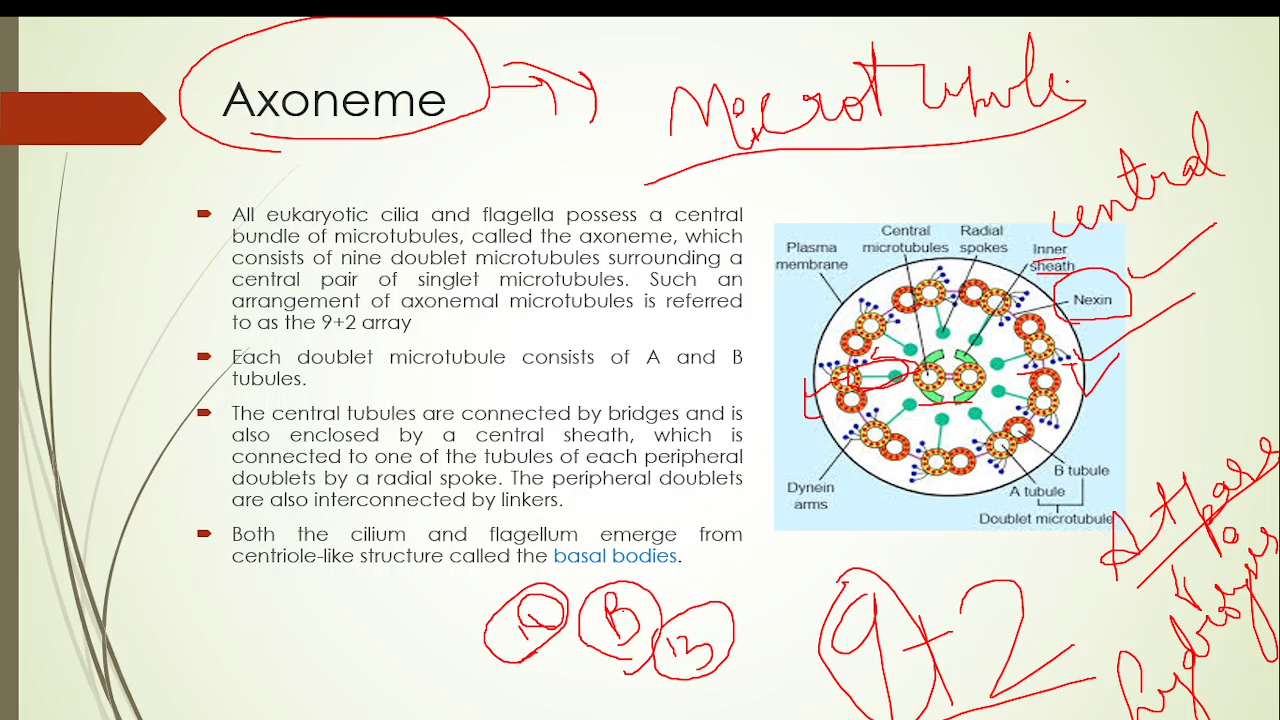 Axoneme
Microtubules
central
All eukaryotic cilia and flagella possess a central
bundle of microtubules, called the axoneme, which
consists of nine doublet microtubules surrounding a
central pair of singlet microtubules. Such an
arrangement of axonemal microtubules is referred
to as the 9+2 array
Each doublet microtubule consists of A and B
tubules.
The central tubules are connected by bridges and is
also enclosed by a central sheath, which is
connected to one of the tubules of each peripheral
doublets by a radial spoke. The peripheral doublets
are also interconnected by linkers.
Both the cilium and flagellum emerge from
centriole-like structure called the basal bodies.
Plasma
membrane
Central
microtubules
Radial
spokes
Inner
sheath
Nexin
Dynein
arms
B tubule
A tubule
Doublet microtubule
B
9+2